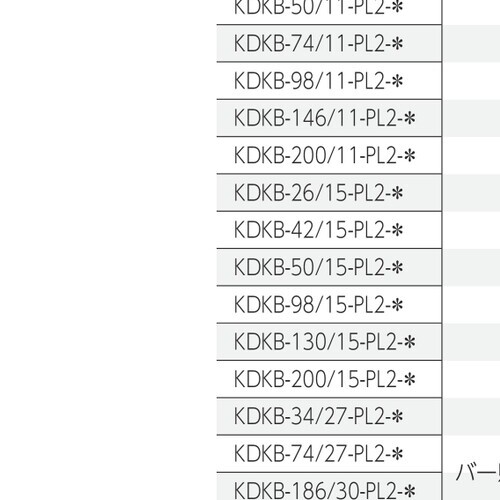 KDKB-50/11-PL2-*
KDKB-74/11-PL2-*
KDKB-98/11-PL2-*
KDKB-146/11-PL2-*
KDKB-200/11-PL2-*
KDKB-26/15-PL2-*
KDKB-42/15-PL2-*
KDKB-50/15-PL2-*
KDKB-98/15-PL2-*
KDKB-130/15-PL2-*
KDKB-200/15-PL2-*
KDKB-34/27-PL2-*
KDKB-74/27-PL2-*
バー
KDKB-186/30-PL2-*